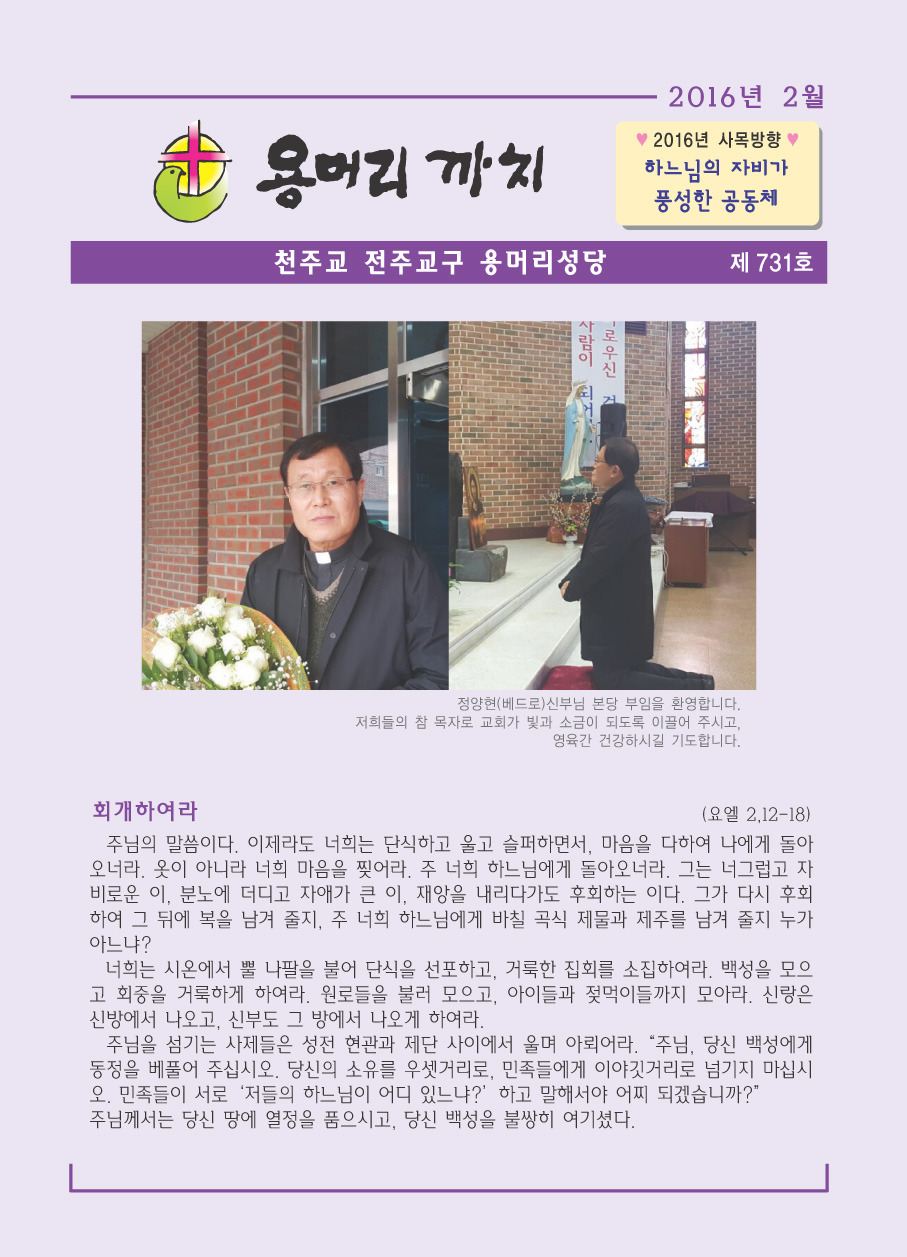 2016년 2월
용머리 까치
♥ 2016년 사목방향 ♥
하느님의 자비가
풍성한 공동체
천주교 전주교구 용머리성당
제 731호
로우신
사람이
정양현(베드로)신부님 본당 부임을 환영합니다.
저희들의 참 목자로 교회가 빛과 소금이 되도록 이끌어 주시고,
영육간 건강하시길 기도합니다.
회개하여라
(요엘 2,12-18)
주님의 말씀이다. 이제라도 너희는 단식하고 울고 슬퍼하면서, 마음을 다하여 나에게 돌아
오너라. 옷이 아니라 너희 마음을 찢어라. 주 너희 하느님에게 돌아오너라. 그는 너그럽고 자
비로운 이, 분노에 더디고 자애가 큰 이, 재앙을 내리다가도 후회하는 이다. 그가 다시 후회
하여 그 뒤에 복을 남겨 줄지, 주 너희 하느님에게 바칠 곡식 제물과 제주를 남겨 줄지 누가
아느냐?
너희는 시온에서 뿔 나팔을 불어 단식을 선포하고, 거룩한 집회를 소집하여라. 백성을 모으
고 회중을 거룩하게 하여라. 원로들을 불러 모으고, 아이들과 젖먹이들까지 모아라. 신랑은
신방에서 나오고, 신부도 그 방에서 나오게 하여라.
주님을 섬기는 사제들은 성전 현관과 제단 사이에서 울며 아뢰어라. “주님, 당신 백성에게
동정을 베풀어 주십시오. 당신의 소유를 우셋거리로, 민족들에게 이야깃거리로 넘기지 마십시
오. 민족들이 서로 ‘저들의 하느님이 어디 있느냐?’ 하고 말해서야 어찌 되겠습니까?”
주님께서는 당신 땅에 열정을 품으시고, 당신 백성을 불쌍히 여기셨다.